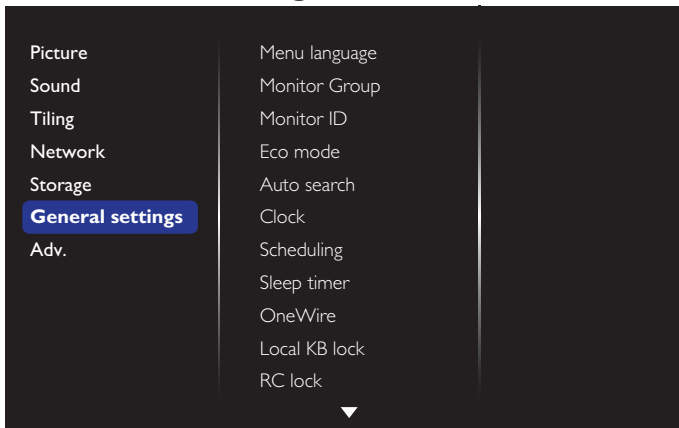 Picture
Sound
Tiling
Network
Storage
General settings
Adv.
Menu language
Monitor Group
Monitor ID
Eco mode
Auto search
Clock
Scheduling
Sleep timer
OneWire
Local KB lock
RC lock